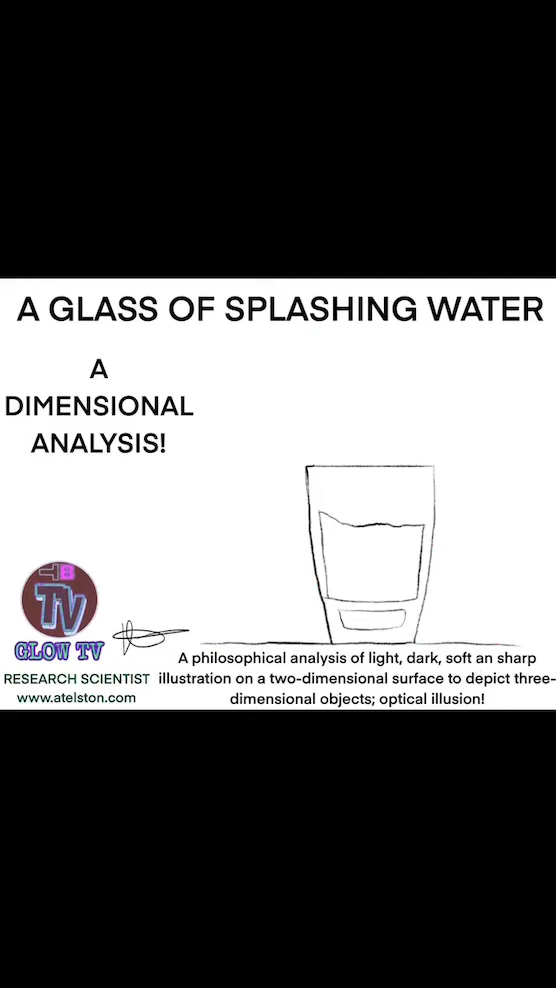 A GLASS OF SPLASHING WATER
A
DIMENSIONAL
ANALYSIS!
B
TV
GLOW TV
RESEARCH SCIENTIST
www.atelston.com
A philosophical analysis of light, dark, soft an sharp
illustration on a two-dimensional surface to depict three-
dimensional objects; optical illusion!